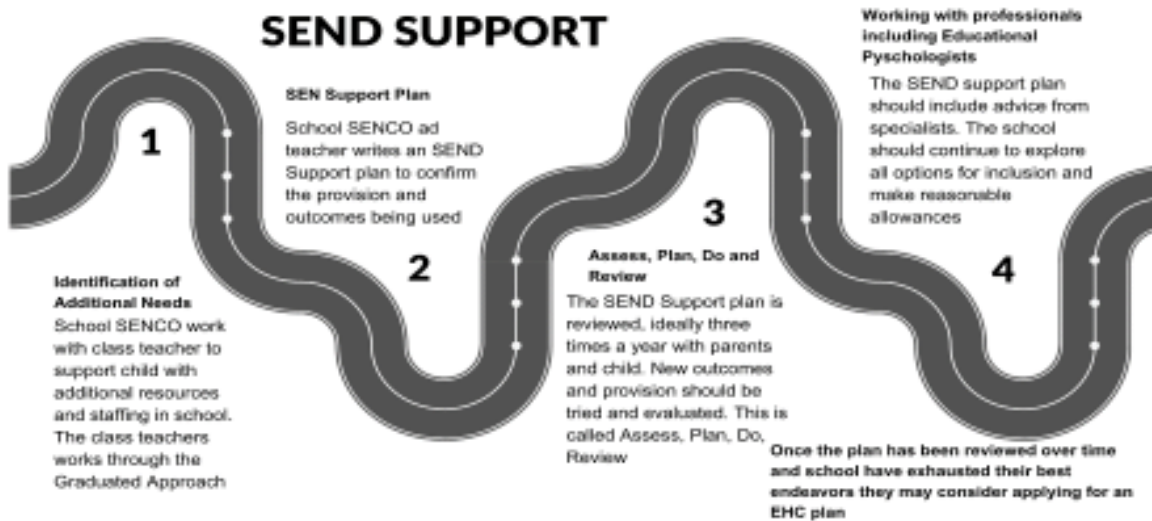 SEND SUPPORT
1
Identification of
Additional Needs
School SENCO work
with class teacher to
support child with
additional resources
and staffing in school.
The class teachers
works through the
Graduated Approach
SEN Support Plan
School SENCO ad
teacher writes an SEND
Support plan to confirm
the provision and
outcomes being used
2
3
Assess, Plan, Do and
Review
The SEND Support plan is
reviewed, ideally three
times a year with parents
and child. New outcomes
and provision should be
tried and evaluated. This is
called Assess, Plan, Do,
Review
Working with professionals
including Educational
Pyschologists
The SEND support plan
should include advice from
specialists. The school
should continue to explore
all options for inclusion and
make reasonable
allowances
4
Once the plan has been reviewed over time
and school have exhausted their best
endeavors they may consider applying for an
EHC plan